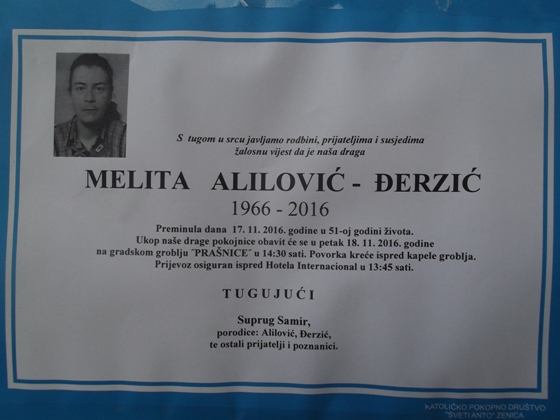 S tugom u srcu javljamo rodbini, prijateljima i susjedima
žalosnu vijest da je naša draga
MELITA ALILOVIĆ - ĐERZIĆ
1966 - 2016
Preminula dana 17. 11. 2016. godine u 51-oj godini života.
Ukop naše drage pokojnice obavit će se u petak 18. 11. 2016. godine
na gradskom groblju ˝PRAŠNICE˝ u 14:30 sati. Povorka kreće ispred kapele groblja.
Prijevoz osiguran ispred Hotela Internacional u 13:45 sati.
TUGUJUĆI
Suprug Samir,
porodice: Alilović, Đerzić,
te ostali prijatelji i poznanici.
KATOLIČKO POKOPNO DRUŠTVO
"SVETI ANTO" ZENICA